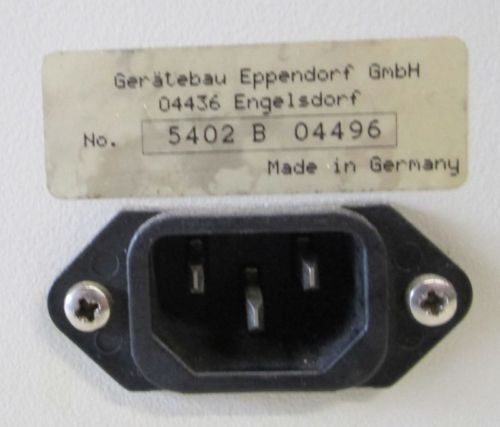 Gerätebau Eppendorf GmbH
04436 Engelsdorf
No. 5402 B 04496
Made in Germany